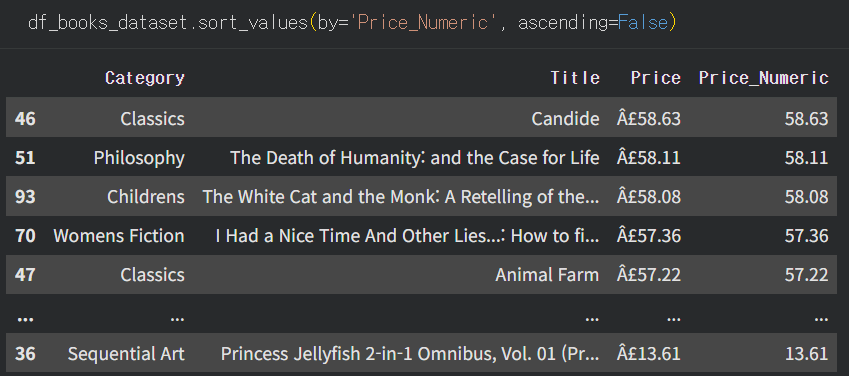 df_books_dataset.sort_values(by='Price_Numeric', ascending=False)
Category Title Price Price_Numeric
46 Classics Candide Â£58.63 58.63
51 Philosophy The Death of Humanity: and the Case for Life Â£58.11 58.11
93 Childrens The White Cat and the Monk: A Retelling of the... Â£58.08 58.08
70 Womens Fiction I Had a Nice Time And Other Lies...: How to fi... Â£57.36 57.36
47 Classics Animal Farm Â£57.22 57.22
... ... ... ... ...
36 Sequential Art Princess Jellyfish 2-in-1 Omnibus, Vol. 01 (Pr... Â£13.61 13.61